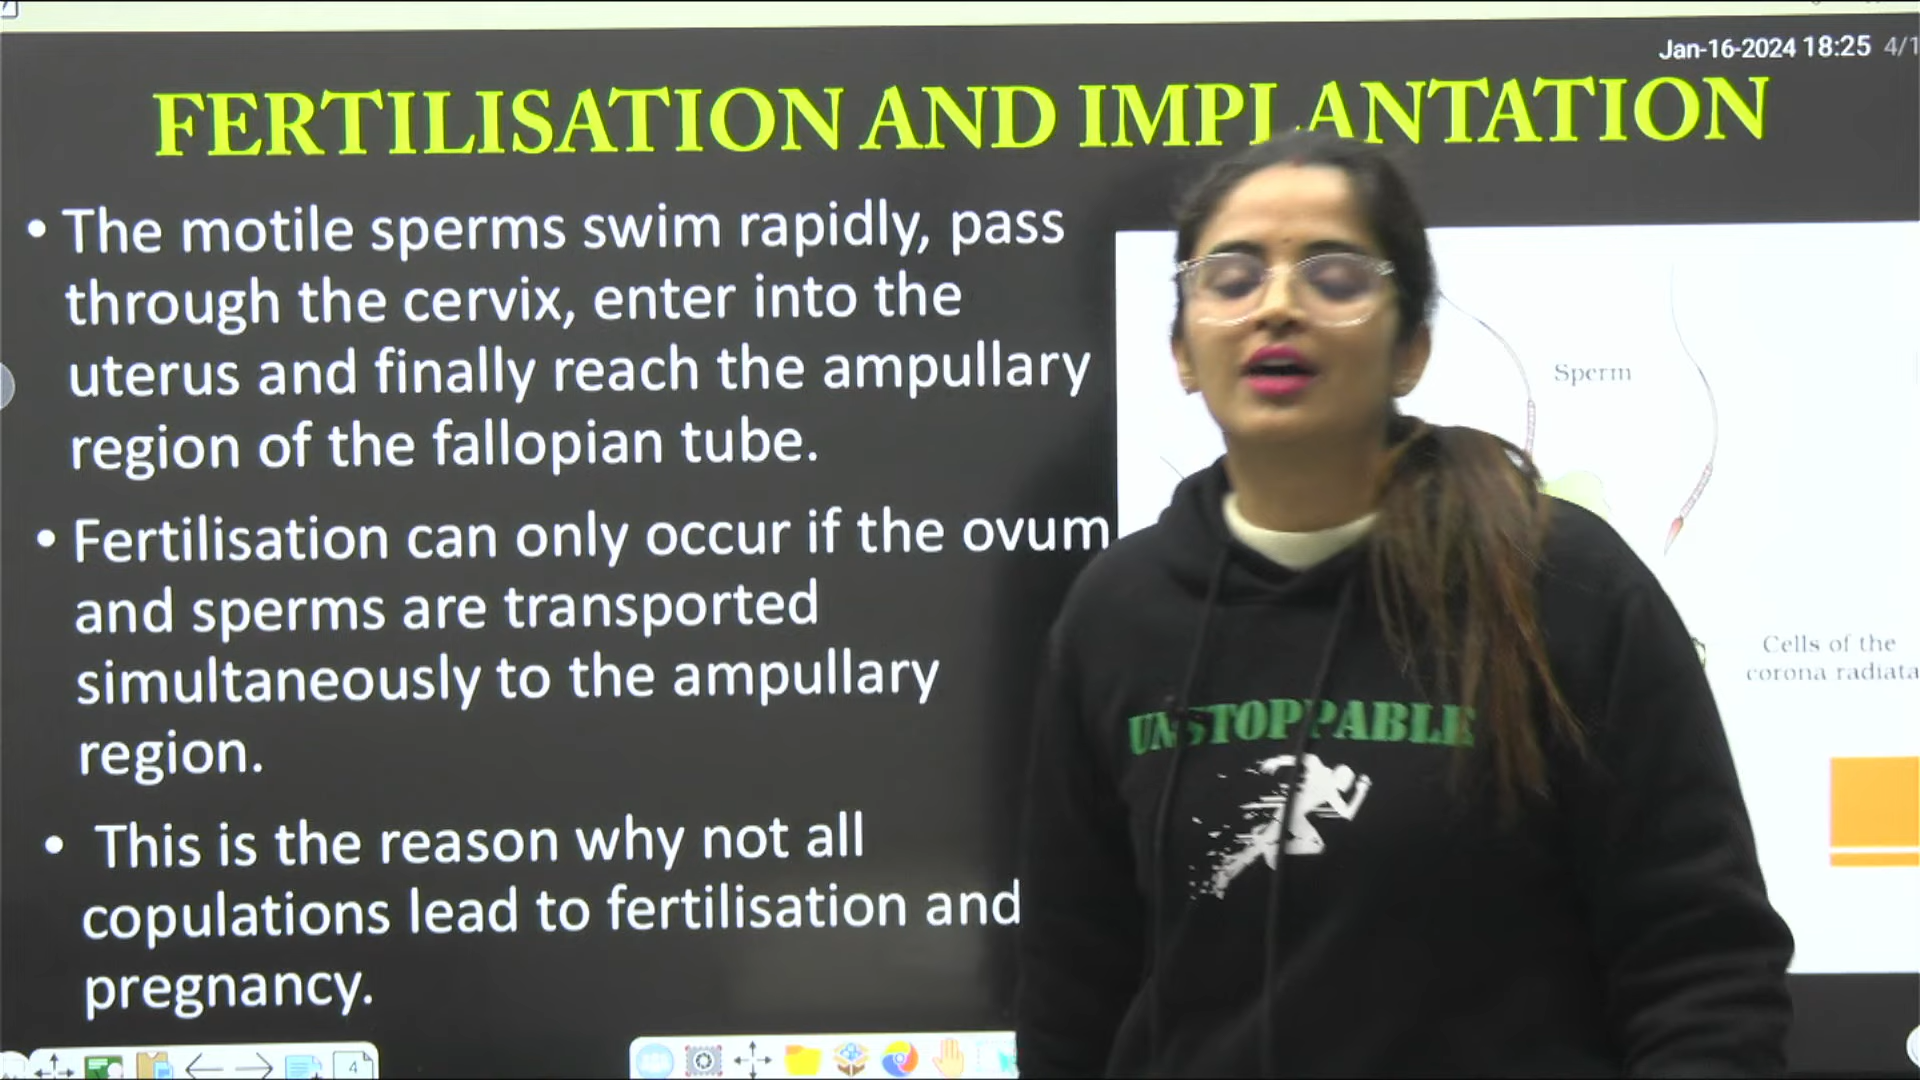 Jan-16-2024 18:25 4/1
FERTILISATION AND IMPLANTATION
• The motile sperms swim rapidly, pass
through the cervix, enter into the
uterus and finally reach the ampullary
region of the fallopian tube.
• Fertilisation can only occur if the ovum
and sperms are transported
simultaneously to the ampullary
region.
• This is the reason why not all
copulations lead to fertilisation and
pregnancy.
Sperm
Cells of the
corona radiata
UNSTOPPABLE
4